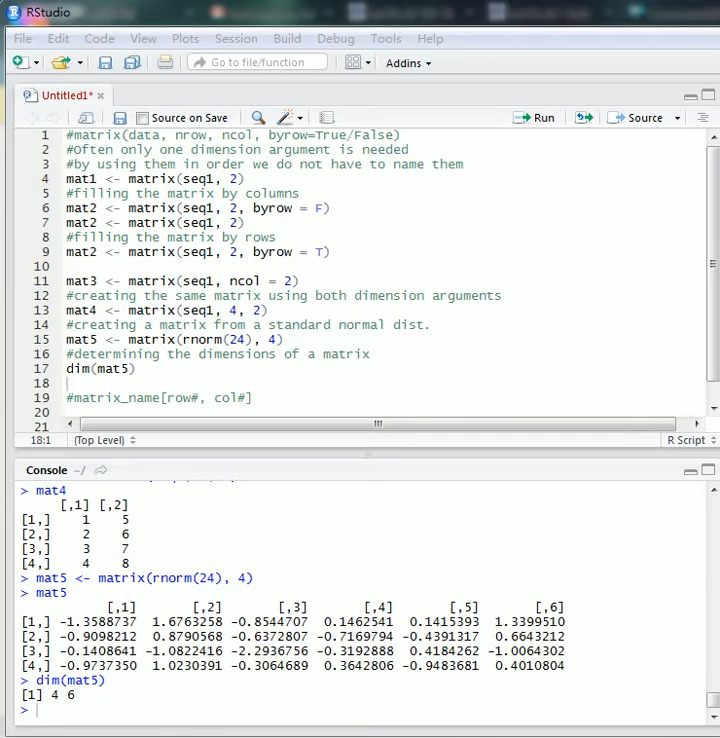 RStudio
File Edit Code View Plots Session Build Debug Tools Help
Go to file/function Addins
Untitled1*
Source on Save Run Source
1 #matrix(data, nrow, ncol, byrow=True/False)
2 #Often only one dimension argument is needed
3 #by using them in order we do not have to name them
4 mat1 <- matrix(seq1, 2)
5 #filling the matrix by columns
6 mat2 <- matrix(seq1, 2, byrow = F)
7 mat2 <- matrix(seq1, 2)
8 #filling the matrix by rows
9 mat2 <- matrix(seq1, 2, byrow = T)
10
11 mat3 <- matrix(seq1, ncol = 2)
12 #creating the same matrix using both dimension arguments
13 mat4 <- matrix(seq1, 4, 2)
14 #creating a matrix from a standard normal dist.
15 mat5 <- matrix(rnorm(24), 4)
16 #determining the dimensions of a matrix
17 dim(mat5)
18
19 #matrix_name[row#, col#]
20
21
18:1 (Top Level) R Script
Console ~/
> mat4
[,1] [,2]
[1,] 1 5
[2,] 2 6
[3,] 3 7
[4,] 4 8
> mat5 <- matrix(rnorm(24), 4)
> mat5
[,1] [,2] [,3] [,4] [,5] [,6]
[1,] -1.3588737 1.6763258 -0.8544707 0.1462541 0.1415393 1.3399510
[2,] -0.9098212 0.8790568 -0.6372807 -0.7169794 -0.4391317 0.6643212
[3,] -0.1408641 -1.0822416 -2.2936756 -0.3192888 0.4184262 -1.0064302
[4,] -0.9737350 1.0230391 -0.3064689 0.3642806 -0.9483681 0.4010804
> dim(mat5)
[1] 4 6
>